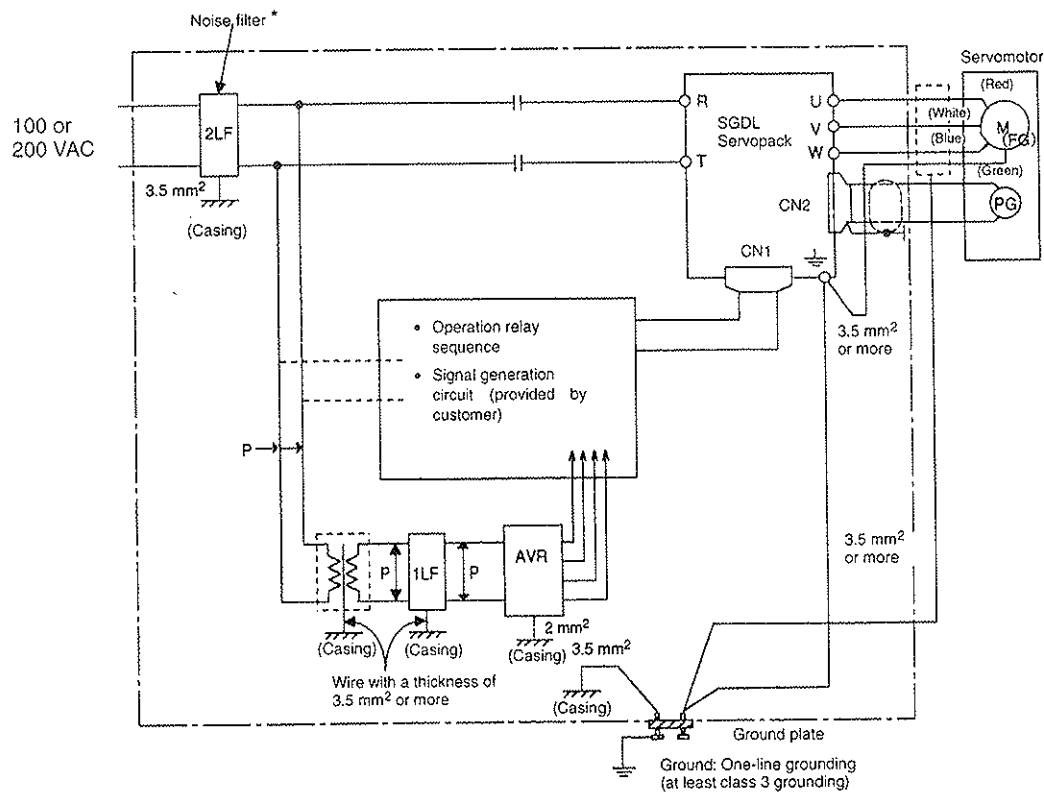 Noise filter *
Servomotor
(Red)
R
U
100 or
200 VAC
2LF
SGDL
Servopack
V
(White)
M
(FG)
W
(Blue)
T
3.5 mm²
(Green)
(Casing)
CN2
PG
CN1
• Operation relay
sequence
3.5 mm²
or more
• Signal generation
circuit (provided by
customer)
P
3.5 mm²
or more
P
1LF
P
AVR
2 mm²
(Casing)
(Casing)
(Casing)
3.5 mm²
Wire with a thickness of
3.5 mm² or more
(Casing)
Ground plate
Ground: One-line grounding
(at least class 3 grounding)